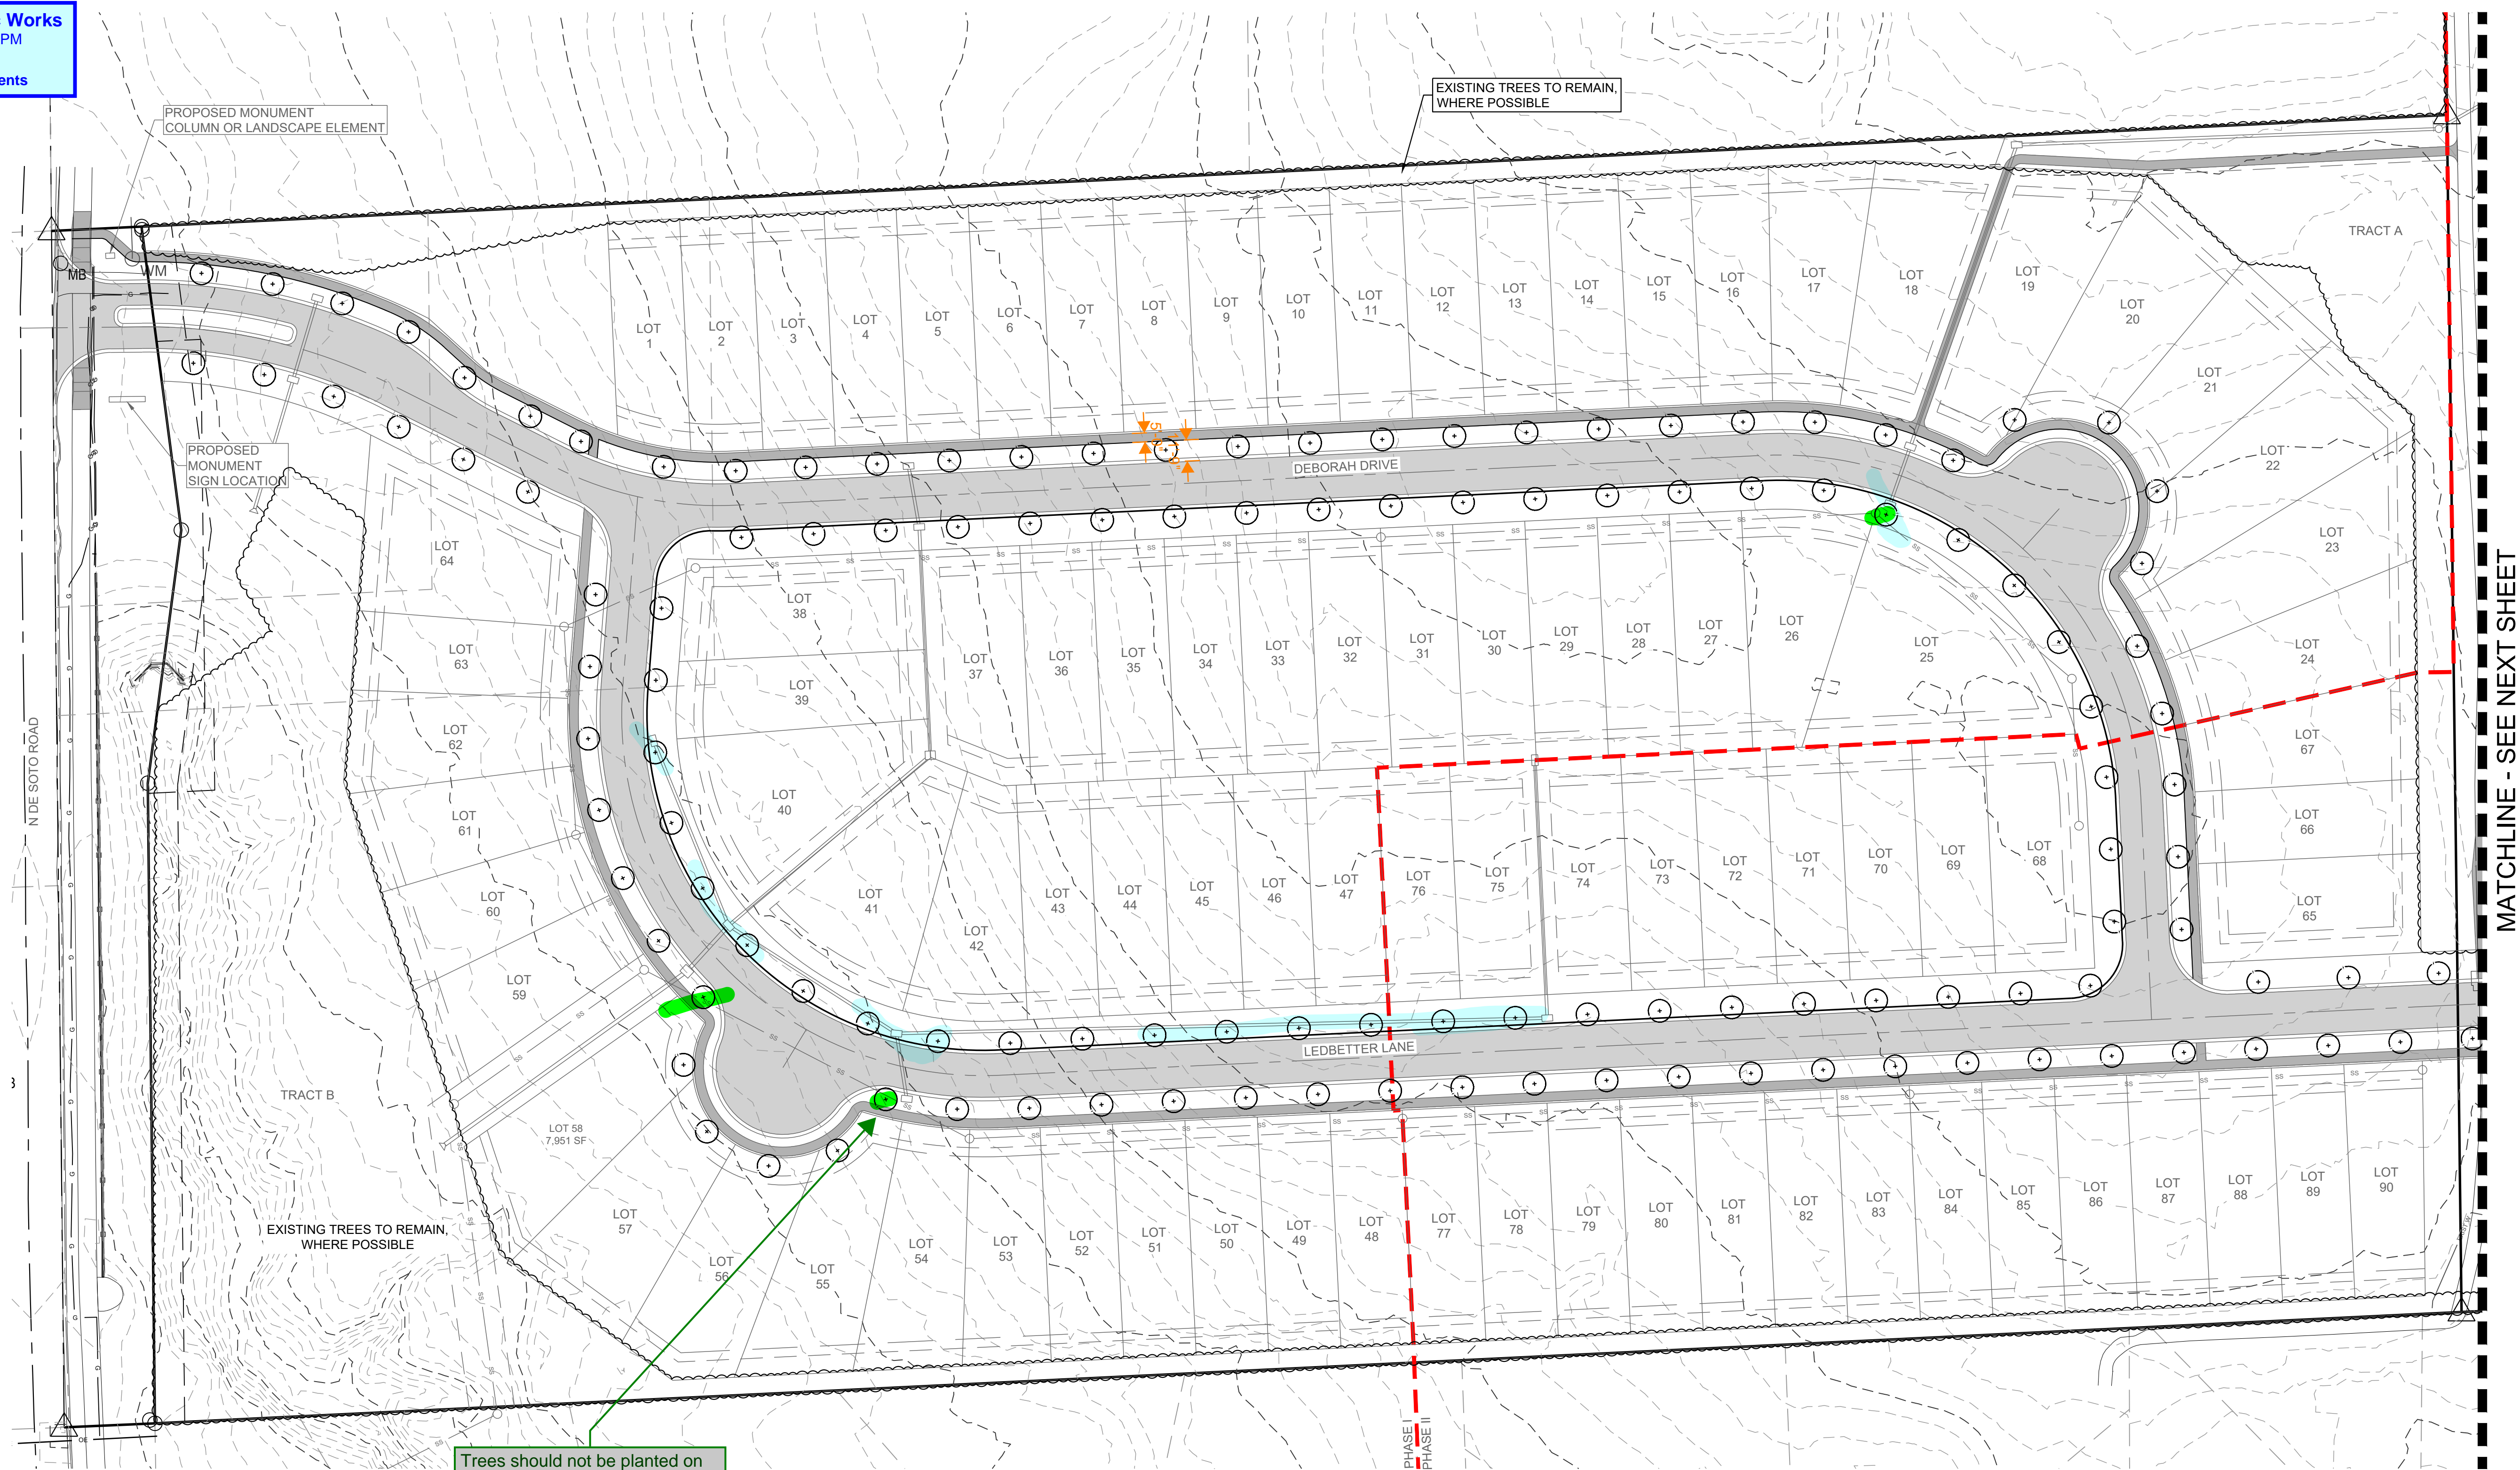 Works
PM
ents
PROPOSED MONUMENT
COLUMN OR LANDSCAPE ELEMENT
EXISTING TREES TO REMAIN,
WHERE POSSIBLE
MB
WM
PROPOSED
MONUMENT
SIGN LOCATION
TRACT A
LOT
1
LOT
2
LOT
3
LOT
4
LOT
5
LOT
6
LOT
7
LOT
8
LOT
9
LOT
10
LOT
11
LOT
12
LOT
13
LOT
14
LOT
15
LOT
16
LOT
17
LOT
18
LOT
19
LOT
20
LOT
21
LOT
22
LOT
23
LOT
24
DEBORAH DRIVE
LOT
64
LOT
63
LOT
62
LOT
61
LOT
60
LOT
59
LOT
38
LOT
39
LOT
40
LOT
41
LOT
42
LOT
37
LOT
36
LOT
35
LOT
34
LOT
33
LOT
32
LOT
31
LOT
30
LOT
29
LOT
28
LOT
27
LOT
26
LOT
25
LOT
43
LOT
44
LOT
45
LOT
46
LOT
47
LOT
76
LOT
75
LOT
74
LOT
73
LOT
72
LOT
71
LOT
70
LOT
69
LOT
68
LOT
67
LOT
66
LOT
65
N DE SOTO ROAD
MATCHLINE - SEE NEXT SHEET
LEDBETTER LANE
TRACT B
LOT 58
7,951 SF
LOT
57
LOT
56
LOT
55
LOT
54
LOT
53
LOT
52
LOT
51
LOT
50
LOT
49
LOT
48
LOT
77
LOT
78
LOT
79
LOT
80
LOT
81
LOT
82
LOT
83
LOT
84
LOT
85
LOT
86
LOT
87
LOT
88
LOT
89
LOT
90
EXISTING TREES TO REMAIN,
WHERE POSSIBLE
PHASE I
PHASE II
OE
Trees should not be planted on